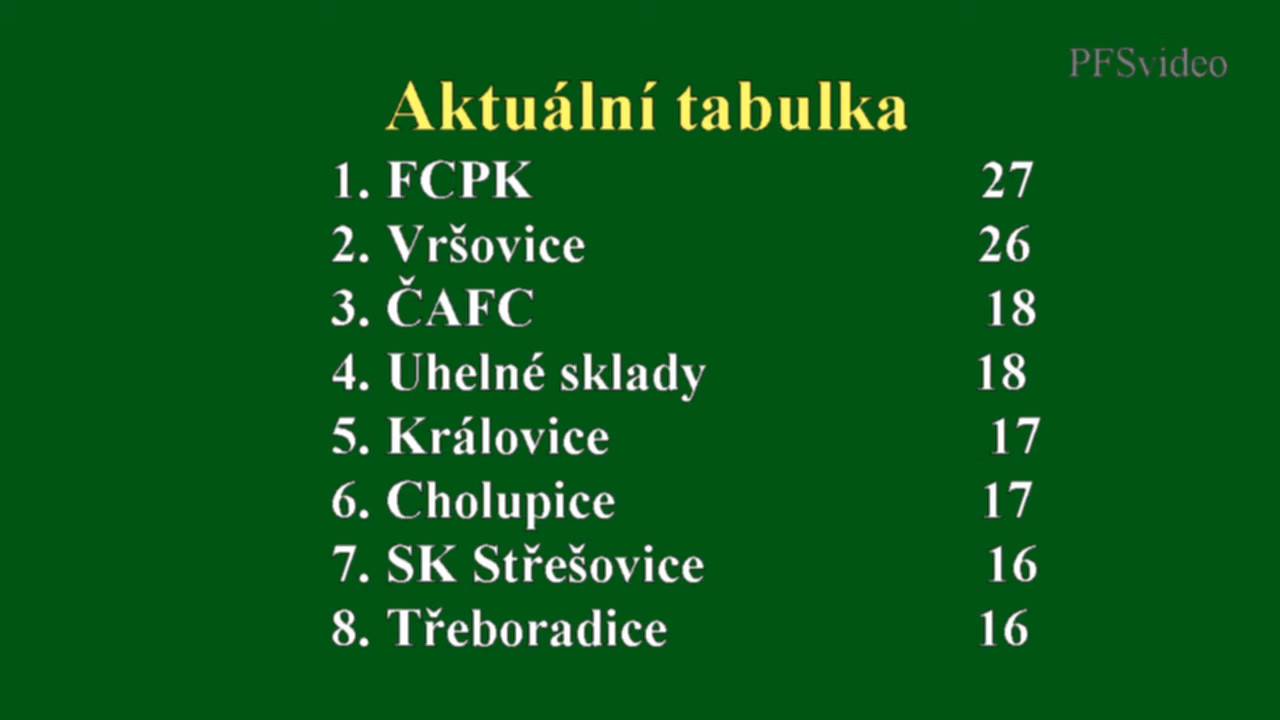 PFSvideo
Aktuální tabulka
1. FCPK 27
2. Vršovice 26
3. ČAFC 18
4. Uhelné sklady 18
5. Královice 17
6. Cholupice 17
7. SK Střešovice 16
8. Třeboradice 16